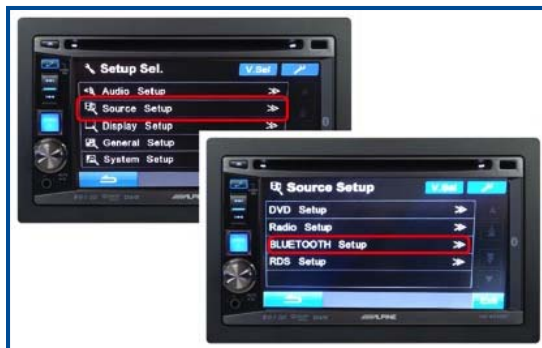 Setup Sel.
V.Sel
Audio Setup
Source Setup
Display Setup
General Setup
System Setup
Source Setup
V.Sel
DVD Setup
Radio Setup
BLUETOOTH Setup
RDS Setup
Exit
ALPINE